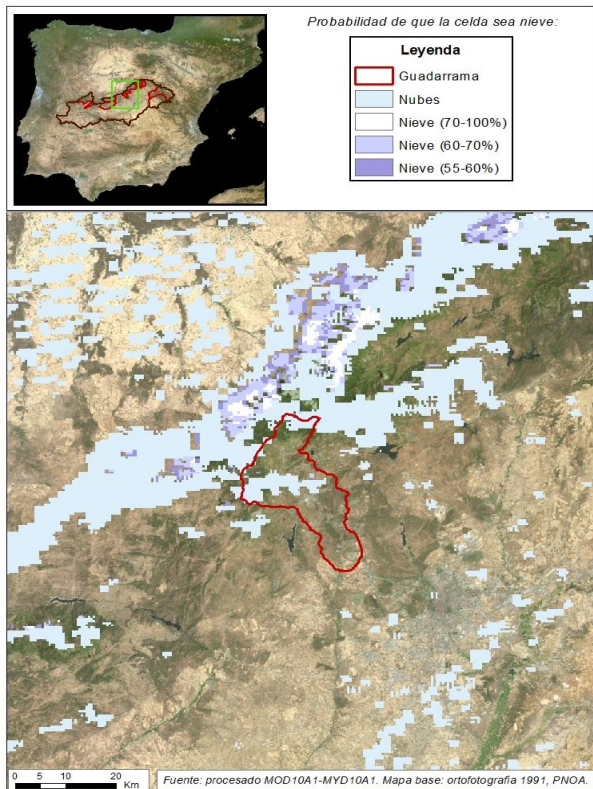 Probabilidad de que la celda sea nieve:
Leyenda
Guadarrama
Nubes
Nieve (70-100%)
Nieve (60-70%)
Nieve (55-60%)
0 5 10 20
Km
Fuente: procesado MOD10A1-MYD10A1. Mapa base: ortofotografia 1991, PNOA.